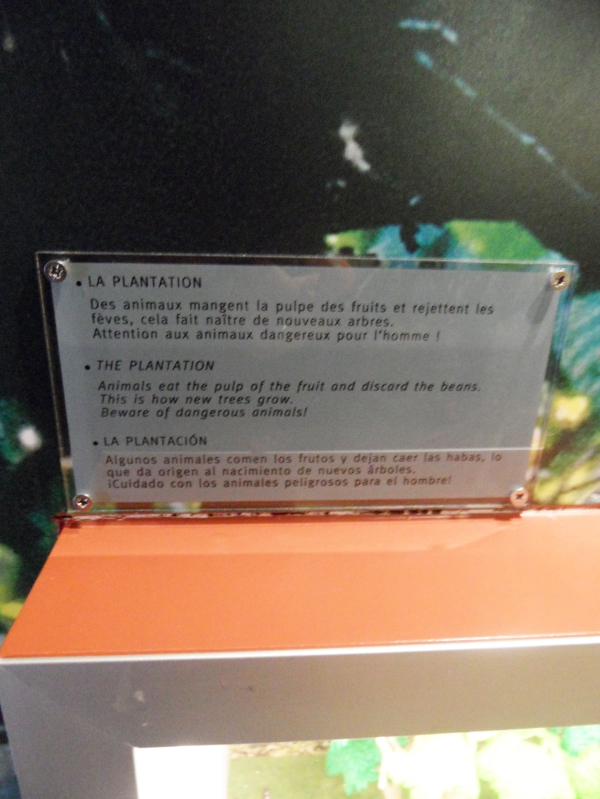 • LA PLANTATION
Des animaux mangent la pulpe des fruits et rejettent les
fèves, cela fait naître de nouveaux arbres.
Attention aux animaux dangereux pour l'homme !
• THE PLANTATION
Animals eat the pulp of the fruit and discard the beans.
This is how new trees grow.
Beware of dangerous animals!
• LA PLANTACIÓN
Algunos animales comen los frutos y dejan caer las habas, lo
que da origen al nacimiento de nuevos árboles.
¡Cuidado con los animales peligrosos para el hombre!